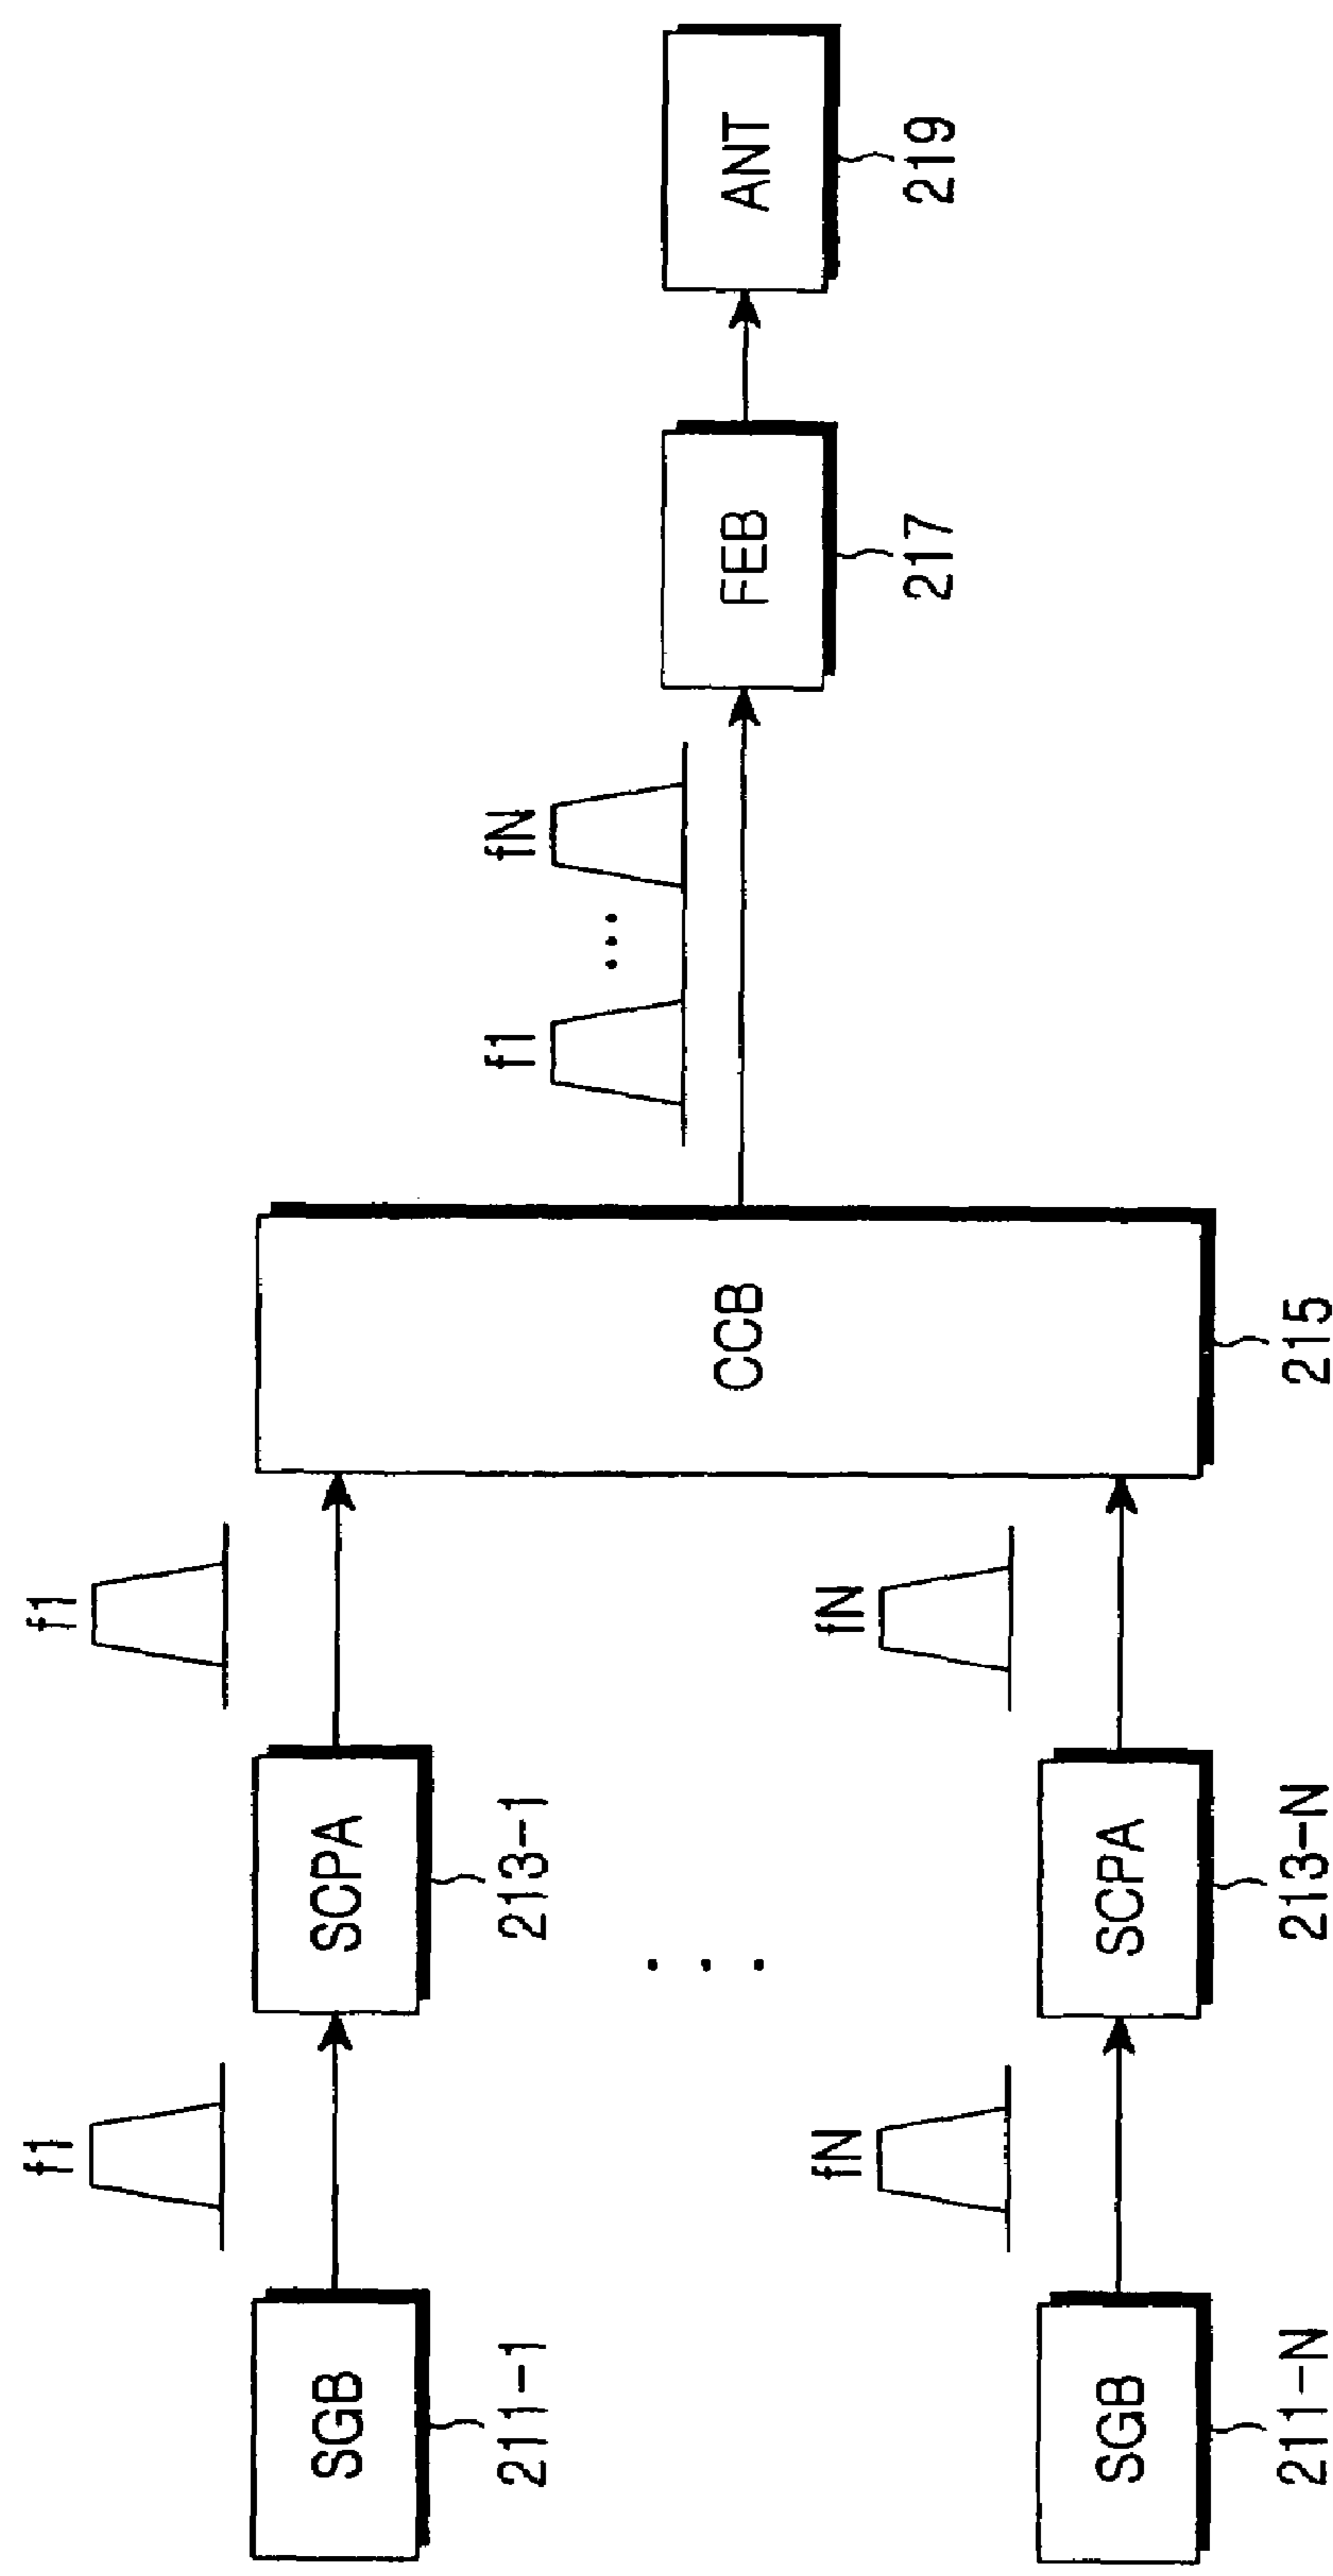 f1
f1
SGB
SCPA
211-1
213-1
. . .
CCB
215
f1
...
fN
FEB
217
ANT
219
fN
fN
SGB
SCPA
211-N
213-N